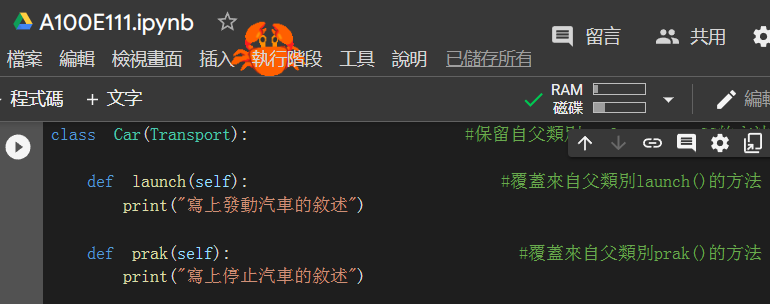 A100E111.ipynb
留言 共用
檔案 編輯 檢視畫面 插入 執行階段 工具 說明 已儲存所有
程式碼 + 文字 RAM 磁碟 編輯
class Car(Transport): #保留自父類別
def launch(self): #覆蓋來自父類別launch()的方法
print("寫上發動汽車的敘述")
def prak(self): #覆蓋來自父類別prak()的方法
print("寫上停止汽車的敘述")